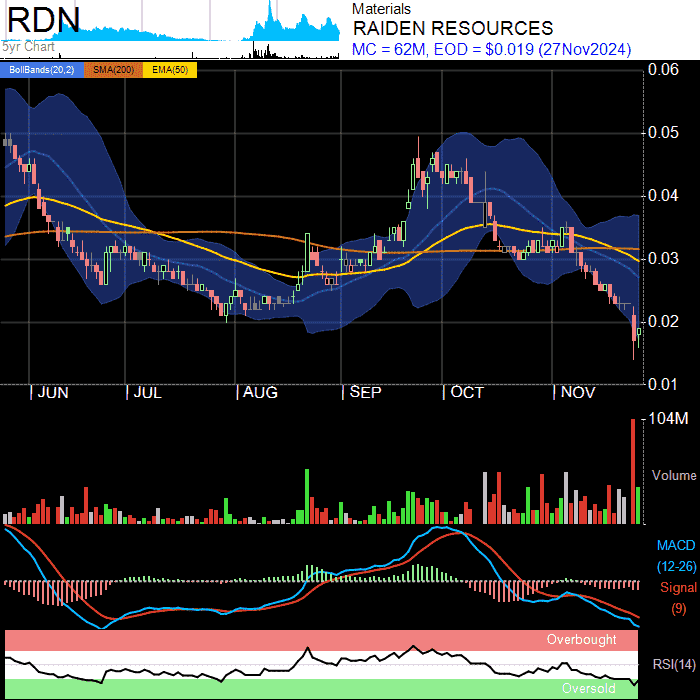 RDN
5yr Chart
Materials
RAIDEN RESOURCES
MC = 62M, EOD = $0.019 (27Nov2024)
BollBands(20,2) SMA(200) EMA(50)
0.06
0.05
0.04
0.03
0.02
0.01
JUN JUL AUG SEP OCT NOV
104M
Volume
MACD
(12-26)
Signal
(9)
Overbought
RSI(14)
Oversold